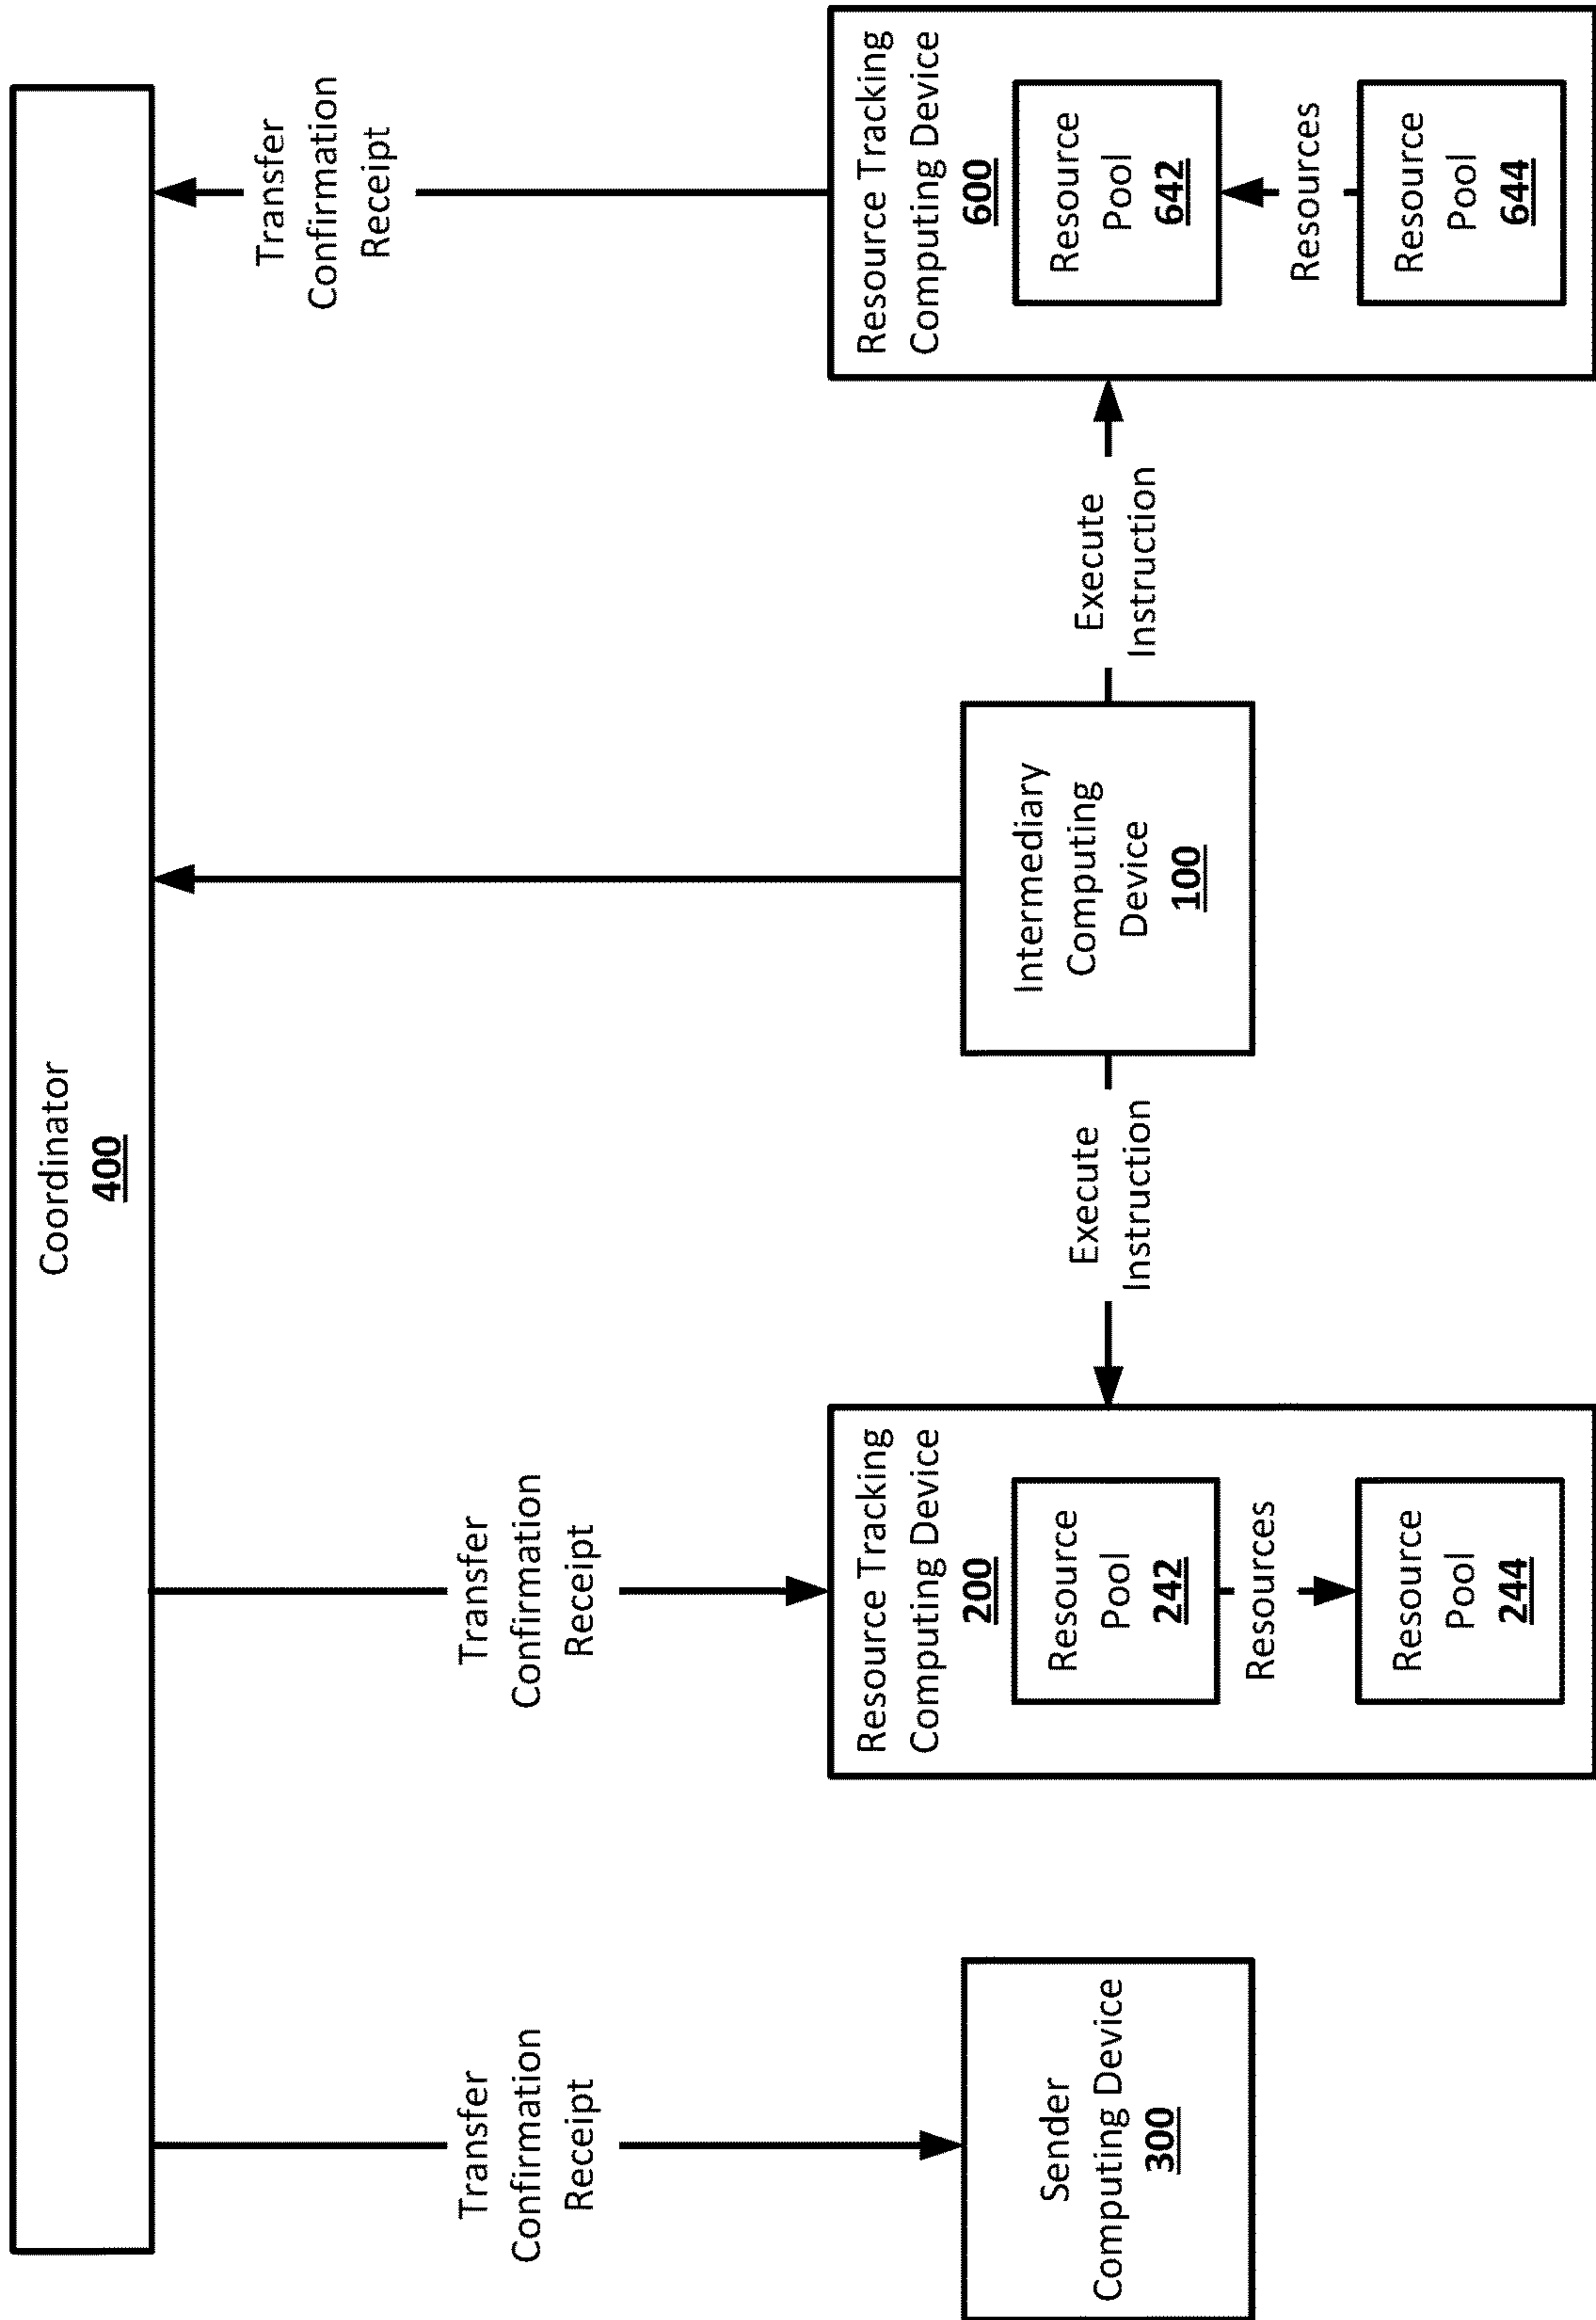 Coordinator
400
Transfer
Confirmation
Receipt
Transfer
Confirmation
Receipt
Transfer
Confirmation
Receipt
Sender
Computing Device
300
Resource Tracking
Computing Device
200
Resource
Pool
242
Resources
Resource
Pool
244
Execute
Instruction
Intermediary
Computing
Device
100
Execute
Instruction
Resource Tracking
Computing Device
600
Resource
Pool
642
Resources
Resource
Pool
644